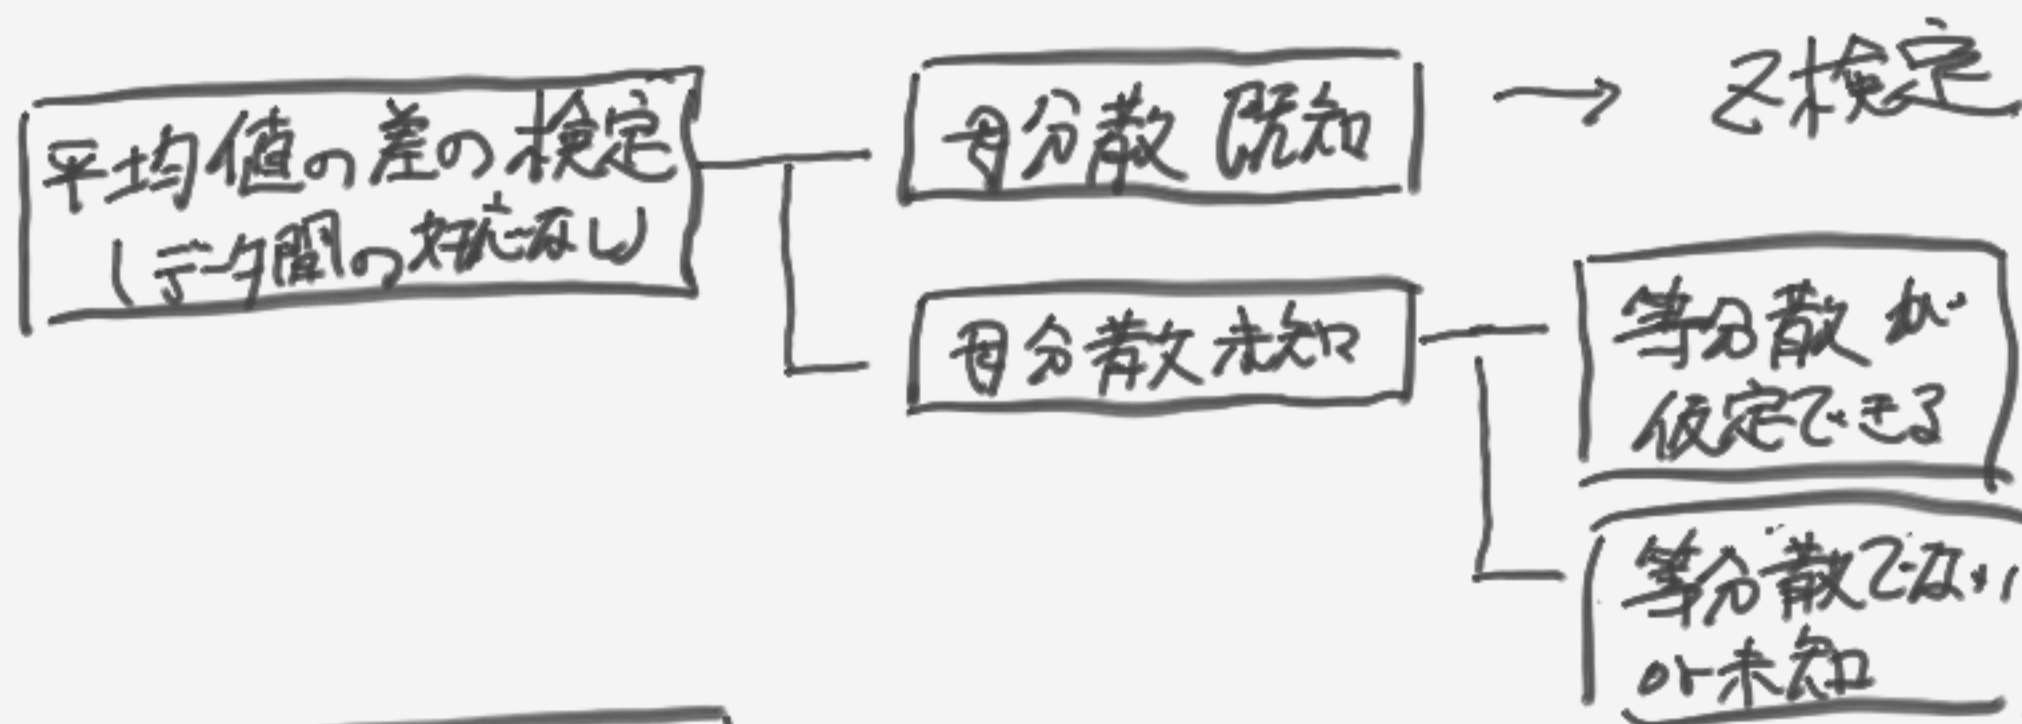 平均値の差の検定
(データ間の対応なし)
母分散既知
→ Z検定
母分散未知
等分散が
仮定できる
等分散でない
or未知